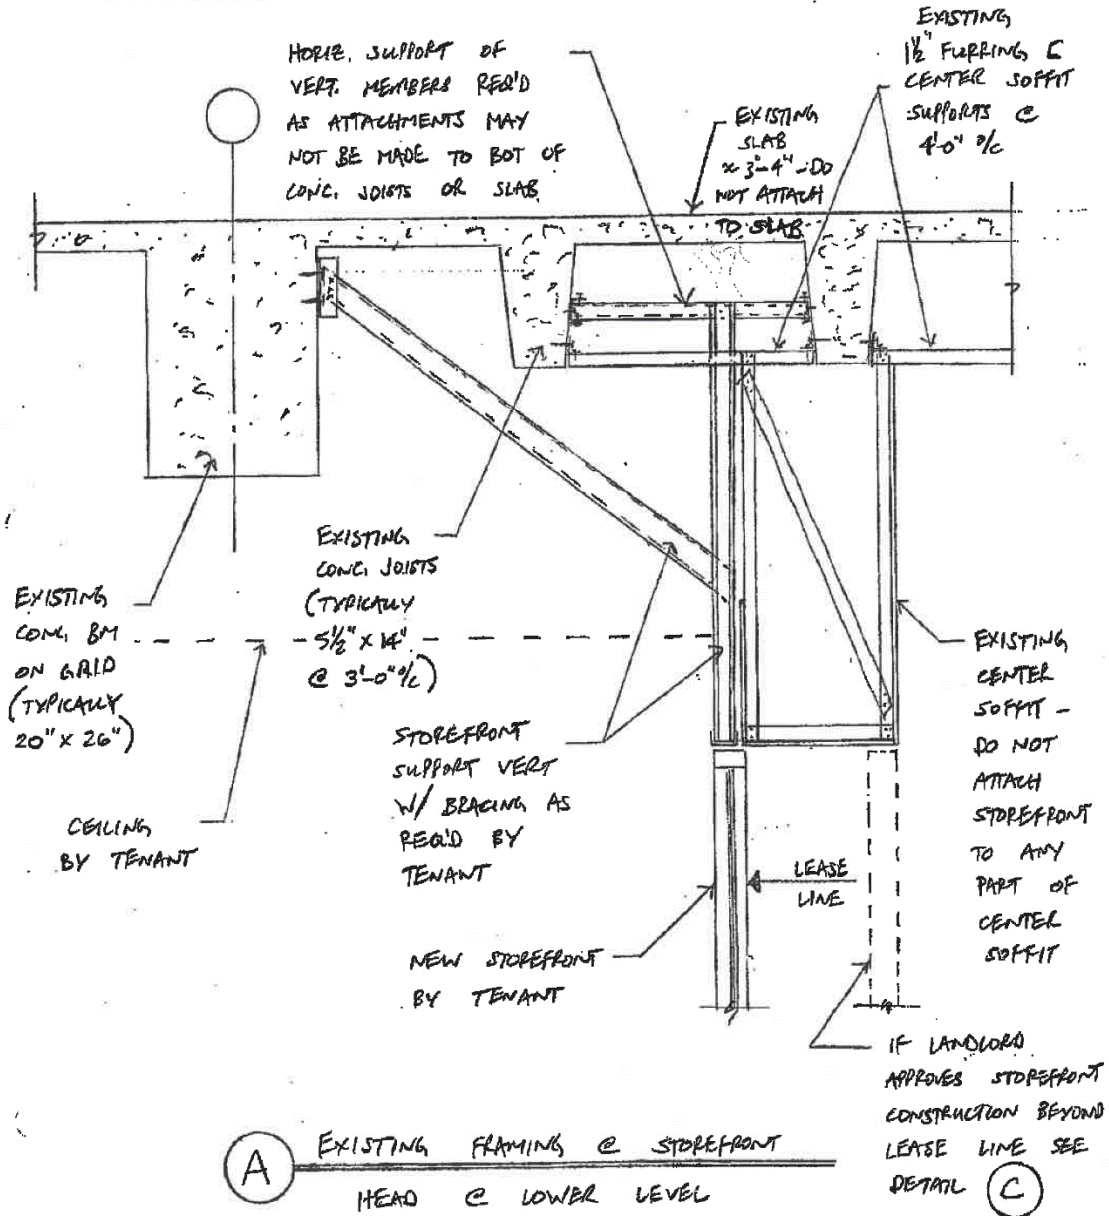 HORIZ. SUPPORT OF
VERT. MEMBERS REQ'D
AS ATTACHMENTS MAY
NOT BE MADE TO BOT OF
CONC. JOISTS OR SLAB
EXISTING
SLAB
≈ 3"-4" - DO
NOT ATTACH
TO SLAB
EXISTING
1½" FURRING C
CENTER SOFFIT
SUPPORTS @
4'-0" o/c
EXISTING
CONC. BM
ON GRID
(TYPICALLY
20" X 26")
EXISTING
CONC. JOISTS
(TYPICALLY
5½" X 14"
@ 3'-0" o/c)
CEILING
BY TENANT
STOREFRONT
SUPPORT VERT
W/ BRACING AS
REQ'D BY
TENANT
EXISTING
CENTER
SOFFIT -
DO NOT
ATTACH
STOREFRONT
TO ANY
PART OF
CENTER
SOFFIT
LEASE
LINE
NEW STOREFRONT
BY TENANT
IF LANDLORD
APPROVES STOREFRONT
CONSTRUCTION BEYOND
LEASE LINE SEE
DETAIL C
A EXISTING FRAMING @ STOREFRONT
HEAD @ LOWER LEVEL